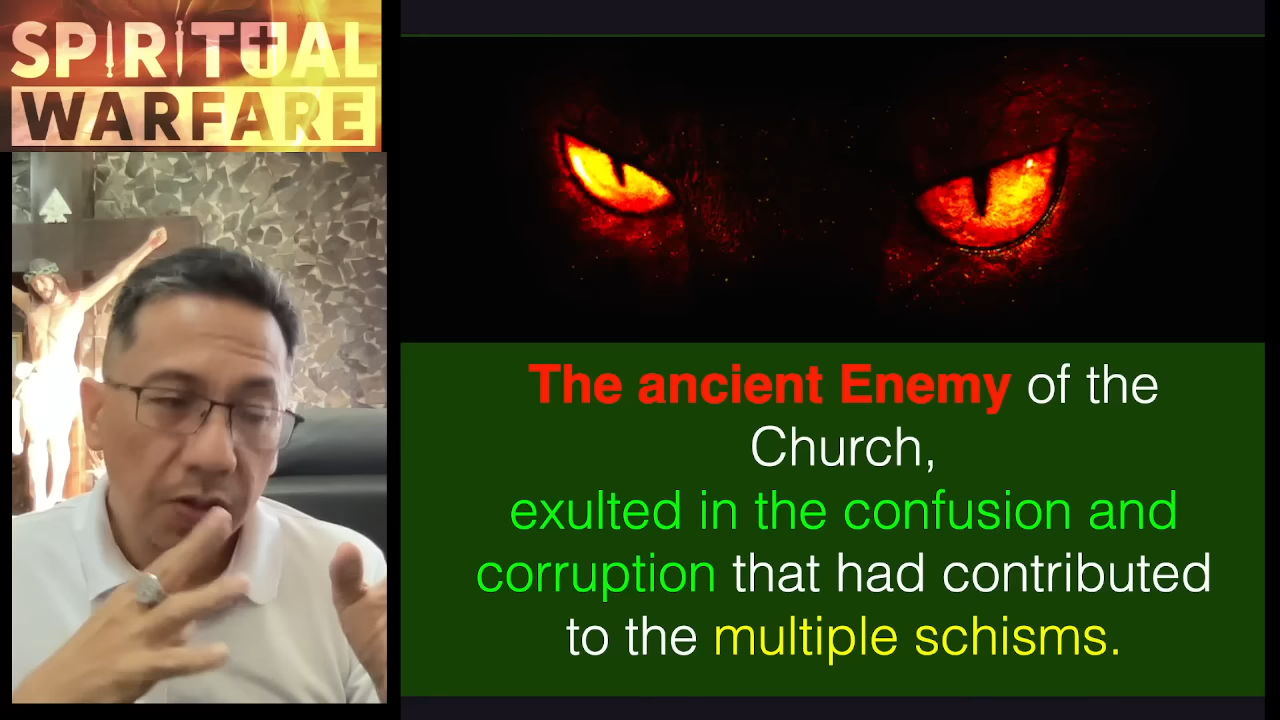 SPIRITUAL
WARFARE
The ancient Enemy of the
Church,
exulted in the confusion and
corruption that had contributed
to the multiple schisms.